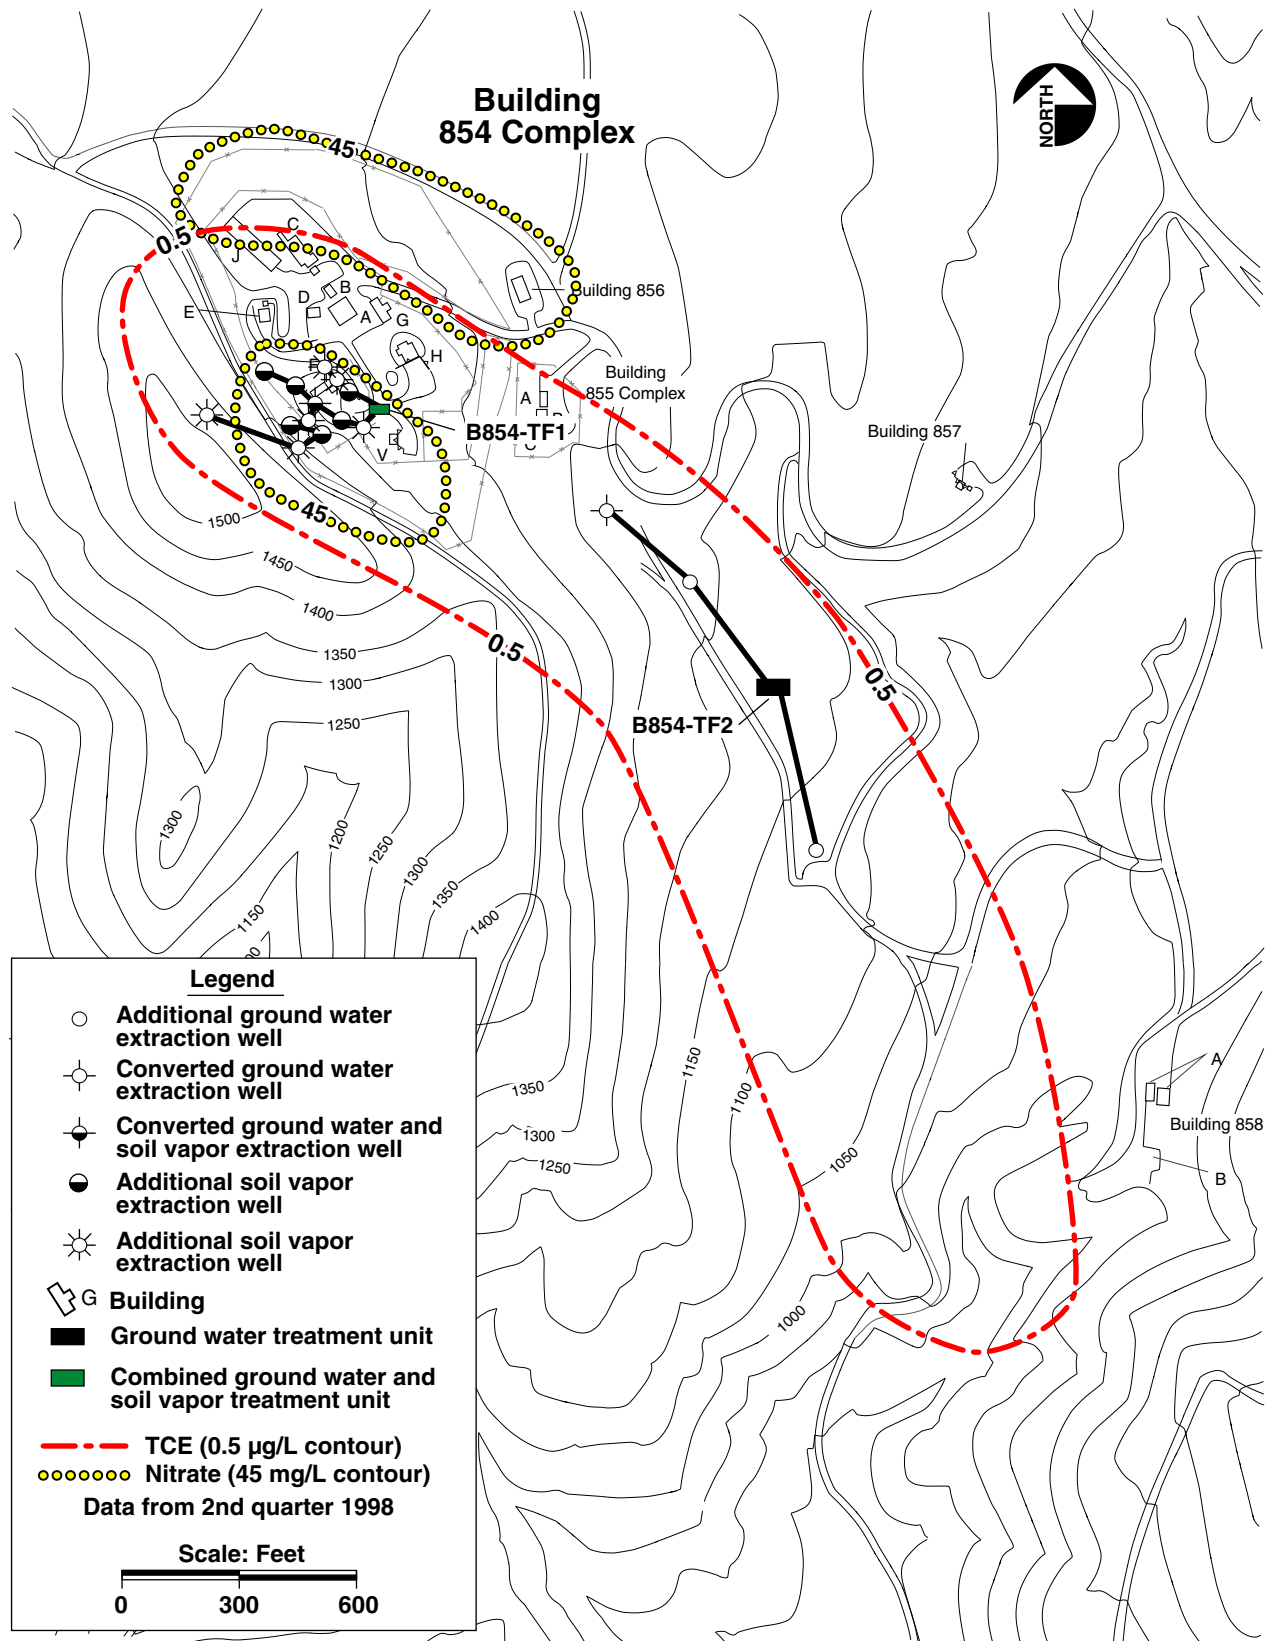 Building
854 Complex
NORTH
45
0.5
C
J
B
D
E
A
G
H
F
Building 856
Building
855 Complex
A
B
C
B854-TF1
V
Building 857
45
1500
1450
1400
1350
1300
1250
0.5
0.5
B854-TF2
1300
1200
1250
1300
1350
1400
1150
1350
1300
1250
1150
1100
1050
1000
A
Building 858
B
Legend
Additional ground water
extraction well
Converted ground water
extraction well
Converted ground water and
soil vapor extraction well
Additional soil vapor
extraction well
Additional soil vapor
extraction well
G Building
Ground water treatment unit
Combined ground water and
soil vapor treatment unit
TCE (0.5 µg/L contour)
Nitrate (45 mg/L contour)
Data from 2nd quarter 1998
Scale: Feet
0 300 600